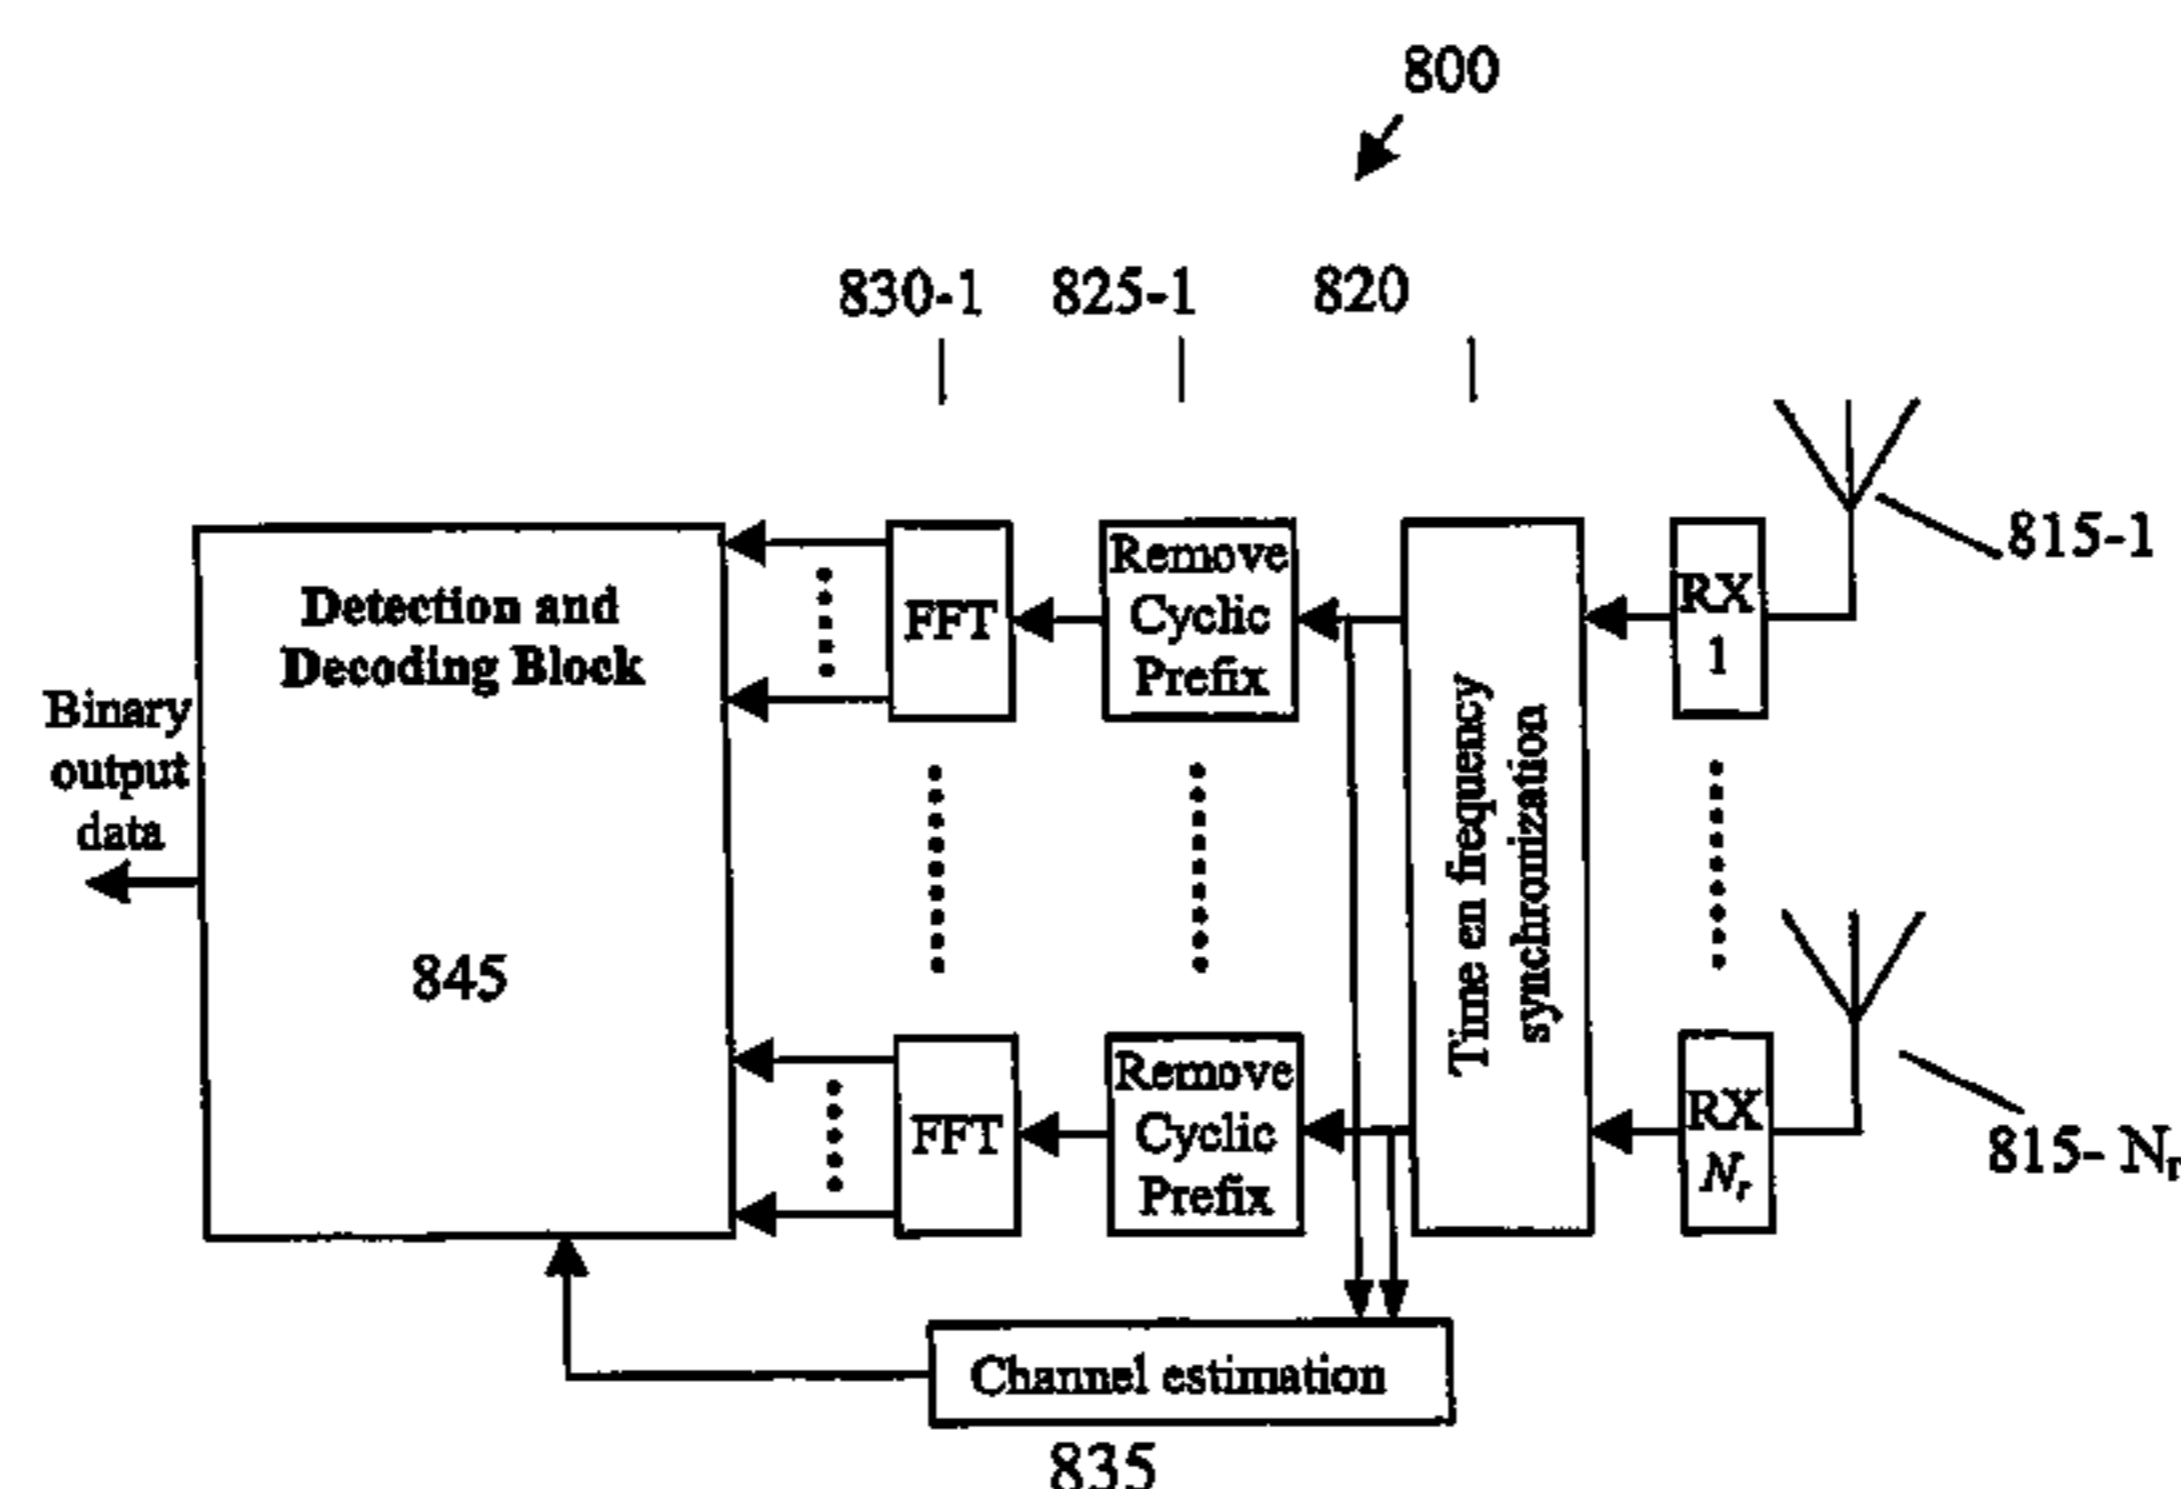 800
830-1
825-1
820
815-1
Detection and
Decoding Block
845
Binary
output
data
FFT
Remove
Cyclic
Prefix
Time en frequency
synchronization
RX
1
FFT
Remove
Cyclic
Prefix
RX
Nr
815- Nr
Channel estimation
835